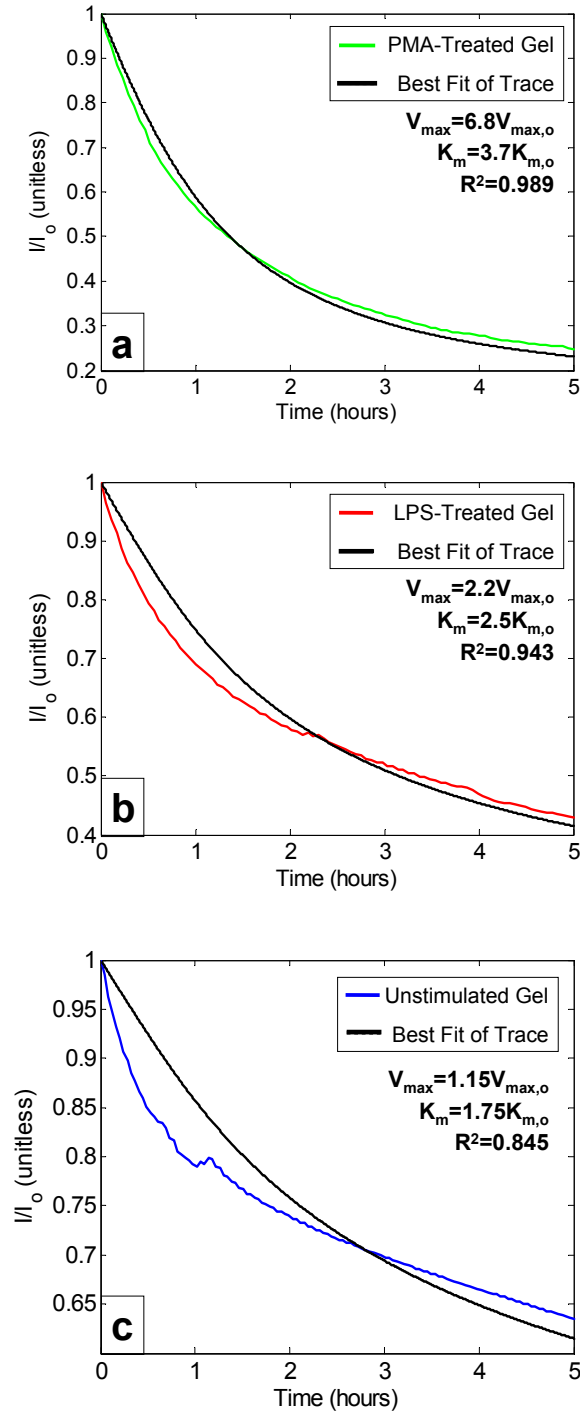 1
0.9
0.8
0.7
0.6
0.5
0.4
0.3
0.2
I/Io (unitless)
PMA-Treated Gel
Best Fit of Trace
Vmax=6.8Vmax,o
Km=3.7Km,o
R²=0.989
a
0 1 2 3 4 5
Time (hours)
1
0.9
0.8
0.7
0.6
0.5
0.4
I/Io (unitless)
LPS-Treated Gel
Best Fit of Trace
Vmax=2.2Vmax,o
Km=2.5Km,o
R²=0.943
b
0 1 2 3 4 5
Time (hours)
1
0.95
0.9
0.85
0.8
0.75
0.7
0.65
I/Io (unitless)
Unstimulated Gel
Best Fit of Trace
Vmax=1.15Vmax,o
Km=1.75Km,o
R²=0.845
c
0 1 2 3 4 5
Time (hours)